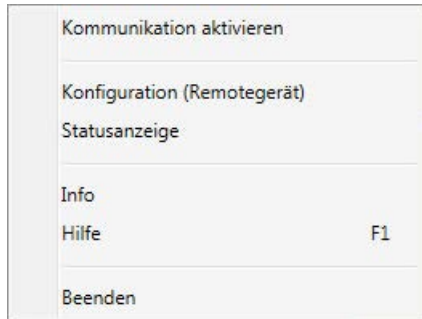 Kommunikation aktivieren
Konfiguration (Remotegerät)
Statusanzeige
Info
Hilfe F1
Beenden